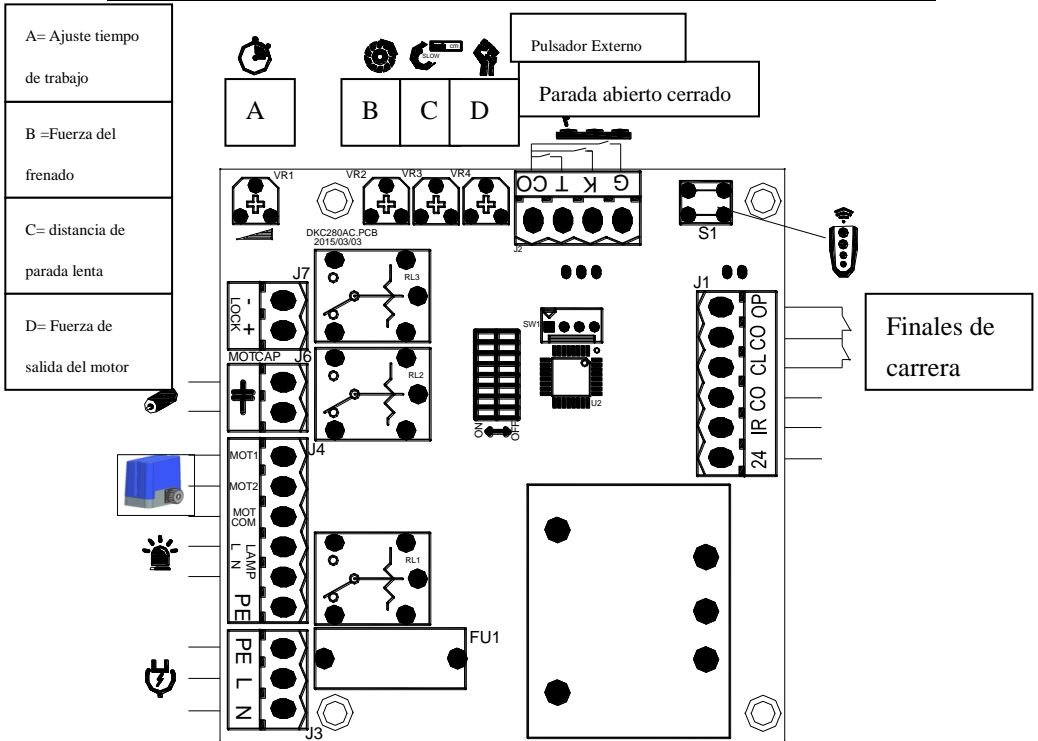 A= Ajuste tiempo
de trabajo
B =Fuerza del
frenado
C= distancia de
parada lenta
D= Fuerza de
salida del motor
A
B
C
D
SLOW
cm
Pulsador Externo
Parada abierto cerrado
VR1
VR2
VR3
VR4
CO T K G
J2
S1
DKC280AC.PCB
2015/03/03
J7
- +
LOCK
RL3
MOTCAP
J6
RL2
SW1
U2
ON
OFF
J1
24 IR CO CL CO OP
Finales de
carrera
J4
MOT1
MOT2
MOT
COM
L N
LAMP
PE
RL1
FU1
PE
L
N
J3